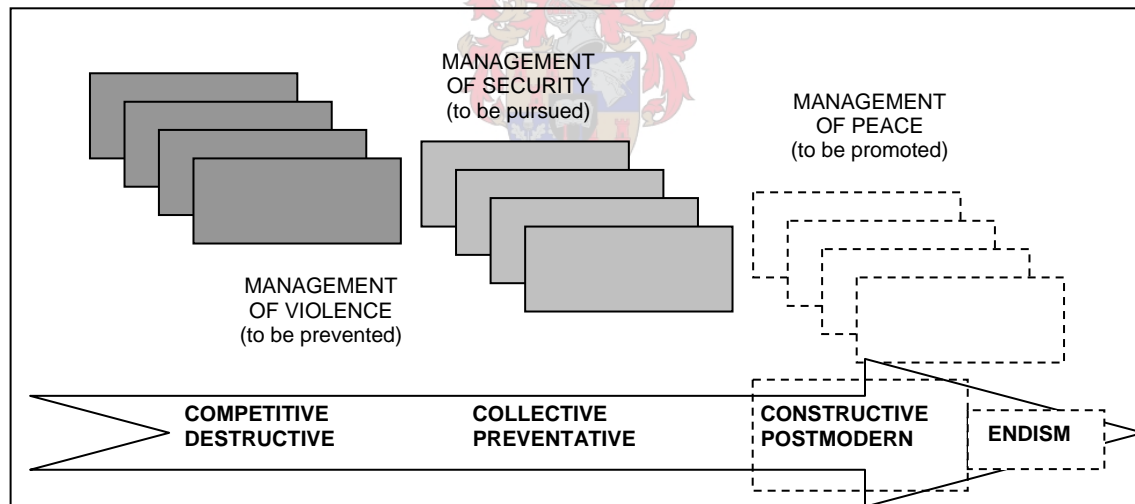 MANAGEMENT
OF SECURITY
(to be pursued)
MANAGEMENT
OF PEACE
(to be promoted)
MANAGEMENT
OF VIOLENCE
(to be prevented)
COMPETITIVE
DESTRUCTIVE
COLLECTIVE
PREVENTATIVE
CONSTRUCTIVE
POSTMODERN
ENDISM